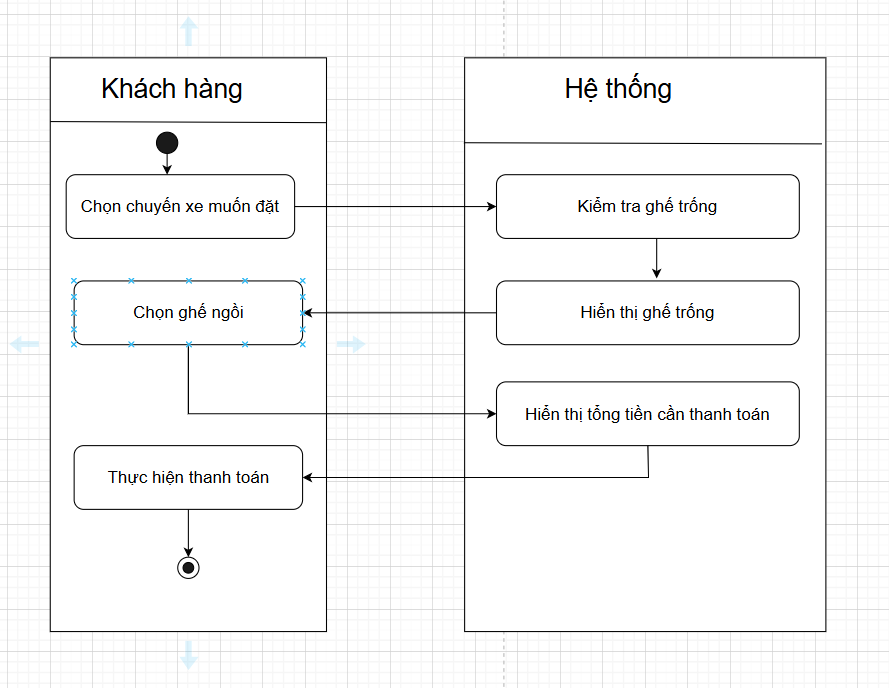 Khách hàng
Hệ thống
Chọn chuyến xe muốn đặt
Kiểm tra ghế trống
Chọn ghế ngồi
Hiển thị ghế trống
Hiển thị tổng tiền cần thanh toán
Thực hiện thanh toán